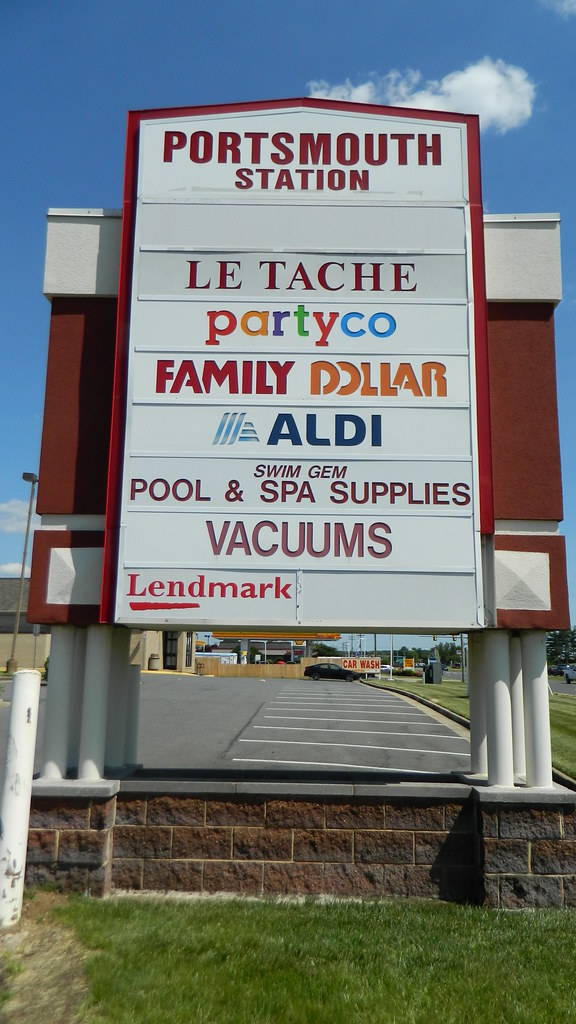 PORTSMOUTH
STATION
LE TACHE
partyco
FAMILY DOLLAR
ALDI
SWIM GEM
POOL & SPA SUPPLIES
VACUUMS
Lendmark
CAR WASH